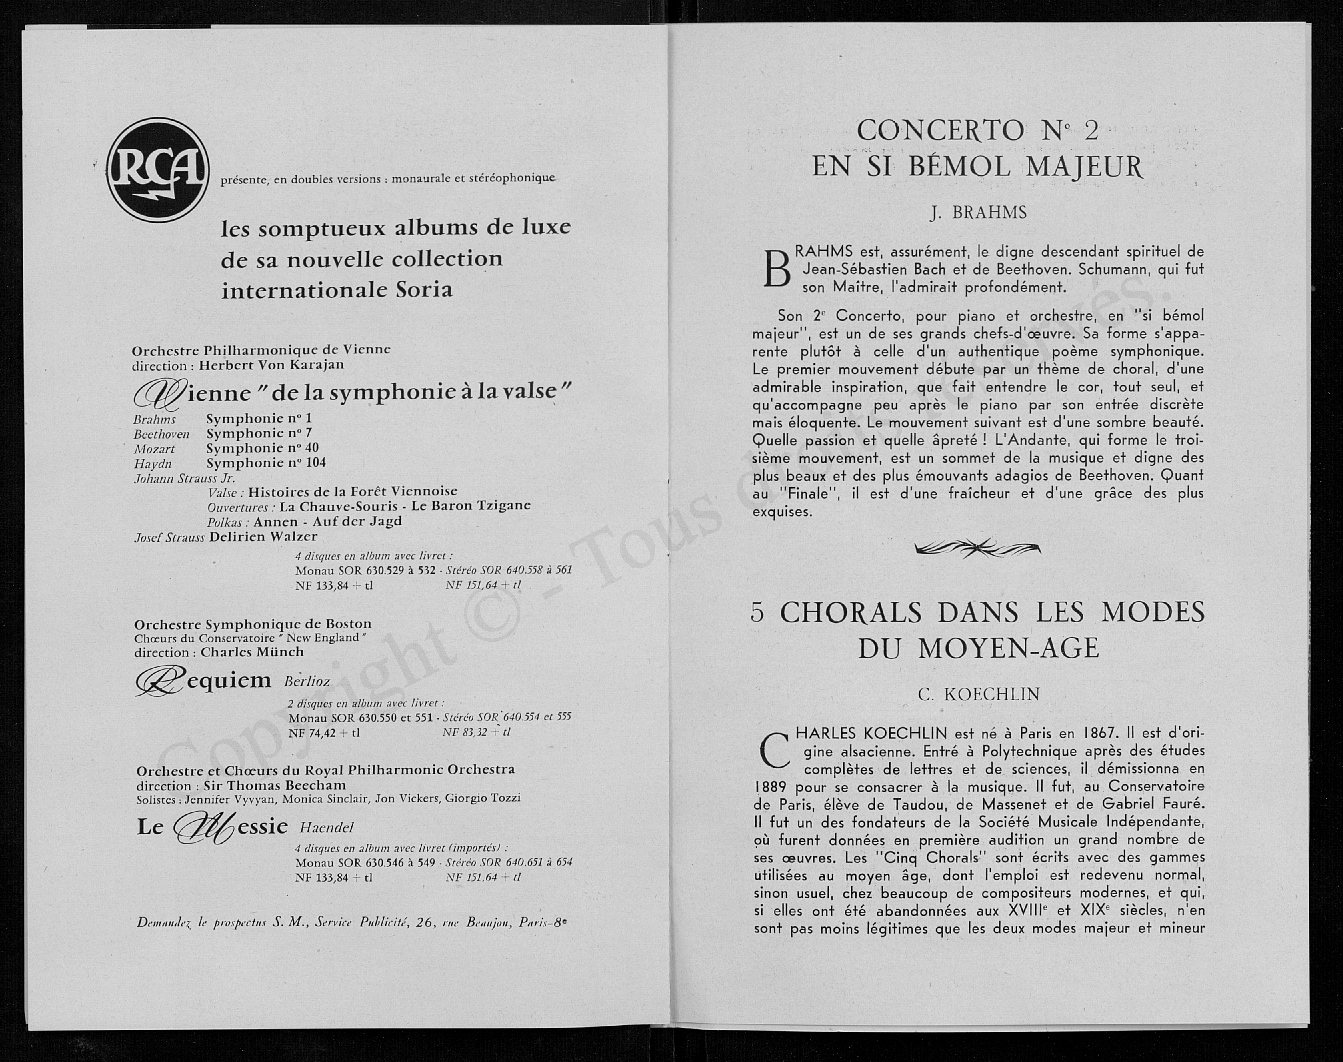 RCA
présente, en doubles versions : monaurale et stéréophonique
les somptueux albums de luxe
de sa nouvelle collection
internationale Soria
Orchestre Philharmonique de Vienne
direction : Herbert Von Karajan
Vienne " de la symphonie à la valse "
Brahms Symphonie n° 1
Beethoven Symphonie n° 7
Mozart Symphonie n° 40
Haydn Symphonie n° 104
Johann Strauss Jr.
Valse : Histoires de la Forêt Viennoise
Ouvertures : La Chauve-Souris - Le Baron Tzigane
Polkas : Annen - Auf der Jagd
Josef Strauss Delirien Walzer
4 disques en album avec livret :
Monau SOR 630.529 à 532 - Stéréo SOR 640.558 à 561
NF 133,84 + tl NF 151,64 + tl
Orchestre Symphonique de Boston
Chœurs du Conservatoire " New England "
direction : Charles Münch
Requiem Berlioz
2 disques en album avec livret :
Monau SOR 630.550 et 551 - Stéréo SOR 640.554 et 555
NF 74,42 + tl NF 83,32 + tl
Orchestre et Chœurs du Royal Philharmonic Orchestra
direction : Sir Thomas Beecham
Solistes : Jennifer Vyvyan, Monica Sinclair, Jon Vickers, Giorgio Tozzi
Le Messie Haendel
4 disques en album avec livret (importés) :
Monau SOR 630.546 à 549 - Stéréo SOR 640.651 à 654
NF 133,84 + tl NF 151,64 + tl
Demandez le prospectus S. M., Service Publicité, 26, rue Beaujon, Paris-8e
CONCERTO N° 2
EN SI BÉMOL MAJEUR
J. BRAHMS
BRAHMS est, assurément, le digne descendant spirituel de
Jean-Sébastien Bach et de Beethoven. Schumann, qui fut
son Maître, l'admirait profondément.
Son 2e Concerto, pour piano et orchestre, en "si bémol
majeur", est un de ses grands chefs-d'œuvre. Sa forme s'appa-
rente plutôt à celle d'un authentique poème symphonique.
Le premier mouvement débute par un thème de choral, d'une
admirable inspiration, que fait entendre le cor, tout seul, et
qu'accompagne peu après le piano par son entrée discrète
mais éloquente. Le mouvement suivant est d'une sombre beauté.
Quelle passion et quelle âpreté ! L'Andante, qui forme le troi-
sième mouvement, est un sommet de la musique et digne des
plus beaux et des plus émouvants adagios de Beethoven. Quant
au "Finale", il est d'une fraîcheur et d'une grâce des plus
exquises.
5 CHORALS DANS LES MODES
DU MOYEN-AGE
C. KOECHLIN
CHARLES KOECHLIN est né à Paris en 1867. Il est d'ori-
gine alsacienne. Entré à Polytechnique après des études
complètes de lettres et de sciences, il démissionna en
1889 pour se consacrer à la musique. Il fut, au Conservatoire
de Paris, élève de Taudou, de Massenet et de Gabriel Fauré.
Il fut un des fondateurs de la Société Musicale Indépendante,
où furent données en première audition un grand nombre de
ses œuvres. Les "Cinq Chorals" sont écrits avec des gammes
utilisées au moyen âge, dont l'emploi est redevenu normal,
sinon usuel, chez beaucoup de compositeurs modernes, et qui,
si elles ont été abandonnées aux XVIIIe et XIXe siècles, n'en
sont pas moins légitimes que les deux modes majeur et mineur
Copyright © - Tous droits réservés.